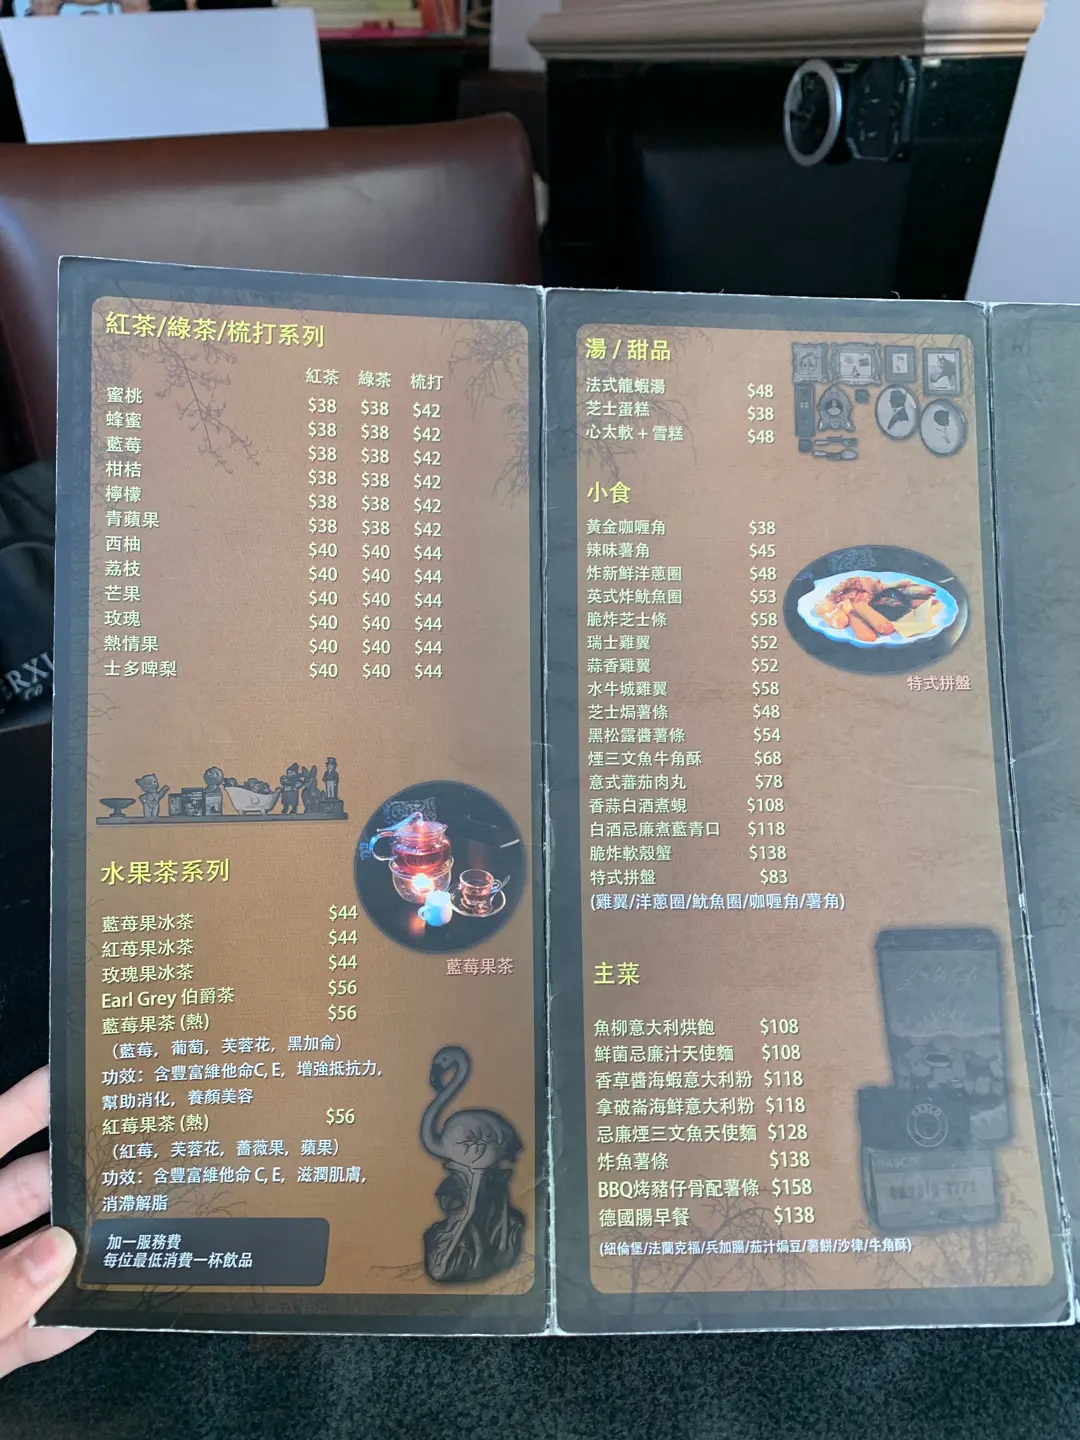 紅茶/綠茶/梳打系列
紅茶 綠茶 梳打
蜜桃 $38 $38 $42
蜂蜜 $38 $38 $42
藍莓 $38 $38 $42
柑桔 $38 $38 $42
檸檬 $38 $38 $42
青蘋果 $38 $38 $42
西柚 $40 $40 $44
荔枝 $40 $40 $44
芒果 $40 $40 $44
玫瑰 $40 $40 $44
熱情果 $40 $40 $44
士多啤梨 $40 $40 $44
水果茶系列
藍莓果冰茶 $44
紅莓果冰茶 $44
玫瑰果冰茶 $44
Earl Grey 伯爵茶 $56
藍莓果茶 (熱) $56
（藍莓，葡萄，芙蓉花，黑加侖）
功效：含豐富維他命C, E，增強抵抗力，
幫助消化，養顏美容
紅莓果茶 (熱) $56
（紅莓，芙蓉花，薔薇果，蘋果）
功效：含豐富維他命 C, E，滋潤肌膚，
消滯解脂
藍莓果茶
加一服務費
每位最低消費一杯飲品
湯 / 甜品
法式龍蝦湯 $48
芝士蛋糕 $38
心太軟 + 雪糕 $48
小食
黃金咖喱角 $38
辣味薯角 $45
炸新鮮洋蔥圈 $48
英式炸魷魚圈 $53
脆炸芝士條 $58
瑞士雞翼 $52
蒜香雞翼 $52
水牛城雞翼 $58
芝士焗薯條 $48
黑松露醬薯條 $54
煙三文魚牛角酥 $68
意式蕃茄肉丸 $78
香蒜白酒煮蜆 $108
白酒忌廉煮藍青口 $118
脆炸軟殼蟹 $138
特式拼盤 $83
(雞翼/洋蔥圈/魷魚圈/咖喱角/薯角)
特式拼盤
主菜
魚柳意大利烘飽 $108
鮮菌忌廉汁天使麵 $108
香草醬海蝦意大利粉 $118
拿破崙海鮮意大利粉 $118
忌廉煙三文魚天使麵 $128
炸魚薯條 $138
BBQ烤豬仔骨配薯條 $158
德國腸早餐 $138
(紐倫堡/法蘭克福/兵加腸/茄汁焗豆/薯餅/沙律/牛角酥)